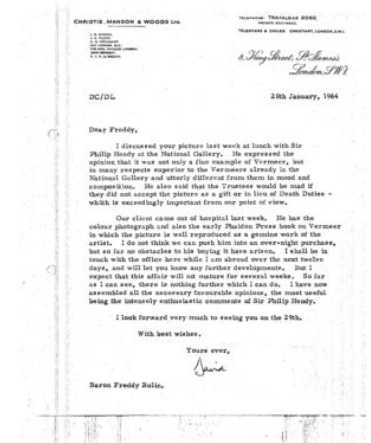 CHRISTIE, MANSON & WOODS Ltd.
TELEPHONE: TRAFALGAR 9060,
TELEGRAMS & CABLES CHRISTIART, LONDON, S.W.1.
8, King Street, St. James's
London, S.W.1
DC/DL
20th January, 1964
Dear Freddy,
I discussed your picture last week at lunch with Sir
Philip Hendy at the National Gallery. He expressed the
opinion that it was not only a fine example of Vermeer, but
in many respects superior to the Vermeers already in the
National Gallery and utterly different from them in mood and
composition. He also said that the Trustees would be mad if
they did not accept the picture as a gift or in lieu of Death Duties -
which is exceedingly important from our point of view.
Our client came out of hospital last week. He has the
colour photograph and also the early Phaidon Press book on Vermeer
in which the picture is well reproduced as a genuine work of the
artist. I do not think we can push him into an over-night purchase,
but so far no obstacles to his buying it have arisen. I shall be in
touch with the office here while I am abroad over the next twelve
days, and will let you know any further developments. But I
expect that this affair will not mature for several weeks. So far
as I can see, there is nothing further which I can do. I have now
assembled all the necessary favourable opinions, the most useful
being the intensely enthusiastic comments of Sir Philip Hendy.
I look forward very much to seeing you on the 29th.
With best wishes.
Yours ever,
David
Baron Freddy Rolin.